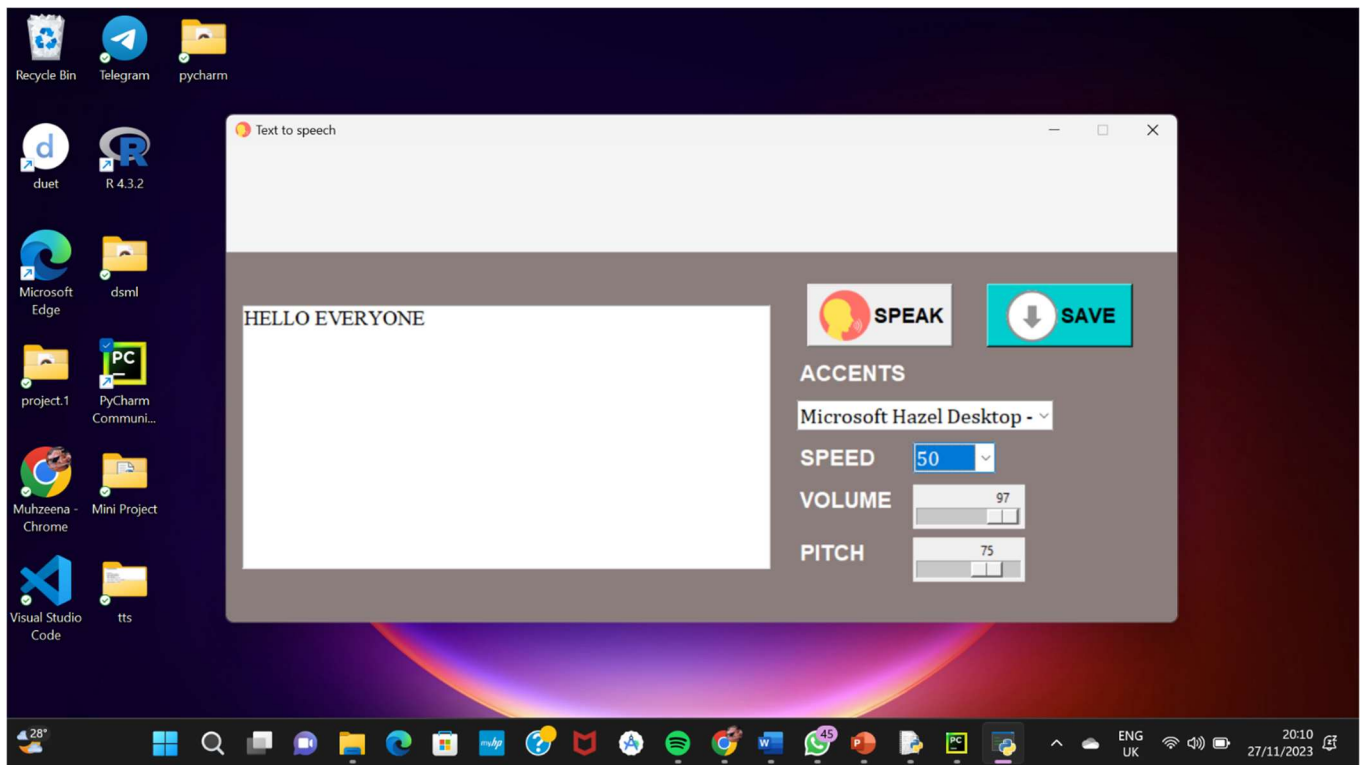 Recycle Bin
Telegram
pycharm
duet
R 4.3.2
Microsoft
Edge
dsml
project.1
PyCharm
Communi...
Muhzeena -
Chrome
Mini Project
Visual Studio
Code
tts
Text to speech
HELLO EVERYONE
SPEAK
SAVE
ACCENTS
Microsoft Hazel Desktop -
SPEED
50
VOLUME
97
PITCH
75
28°
myhp
45
ENG
UK
20:10
27/11/2023